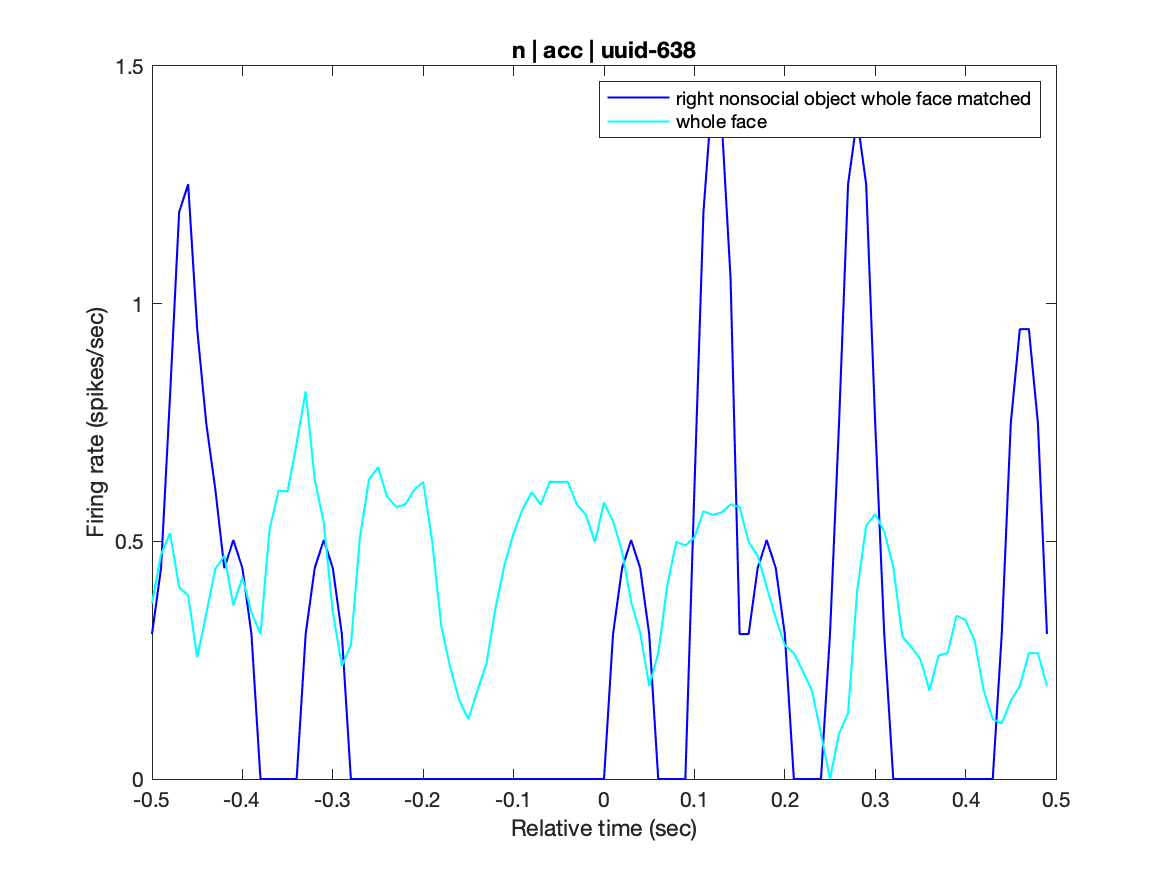 n | acc | uuid-638
right nonsocial object whole face matched
whole face
1.5
1
0.5
0
Firing rate (spikes/sec)
-0.5 -0.4 -0.3 -0.2 -0.1 0 0.1 0.2 0.3 0.4 0.5
Relative time (sec)